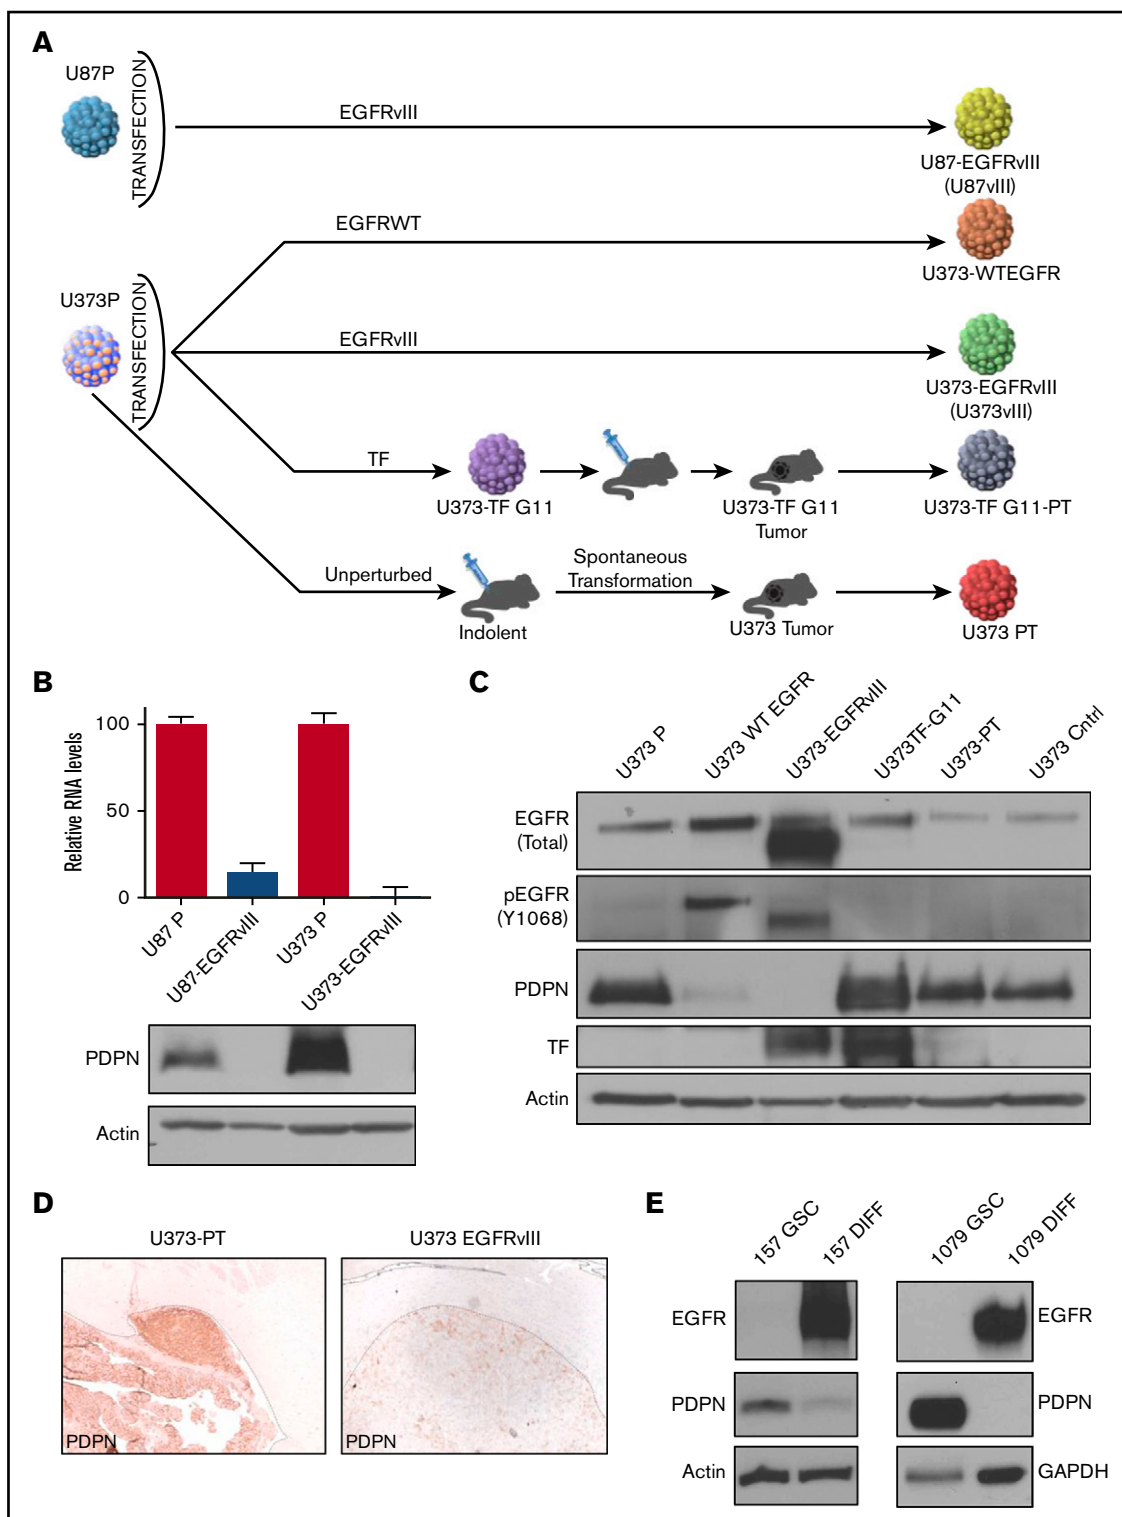 A
U87P
TRANSFECTION
EGFRvIII
U87-EGFRvIII
(U87vIII)
EGFRWT
U373-WTEGFR
U373P
TRANSFECTION
EGFRvIII
U373-EGFRvIII
(U373vIII)
TF
U373-TF G11
U373-TF G11
Tumor
U373-TF G11-PT
Unperturbed
Indolent
Spontaneous
Transformation
U373 Tumor
U373 PT
B
Relative RNA levels
100
50
0
U87 P
U87-EGFRvIII
U373 P
U373-EGFRvIII
PDPN
Actin
C
U373 P
U373 WT EGFR
U373-EGFRvIII
U373TF-G11
U373-PT
U373 Cntrl
EGFR
(Total)
pEGFR
(Y1068)
PDPN
TF
Actin
D
U373-PT
U373 EGFRvIII
PDPN
PDPN
E
157 GSC
157 DIFF
1079 GSC
1079 DIFF
EGFR
EGFR
PDPN
PDPN
Actin
GAPDH